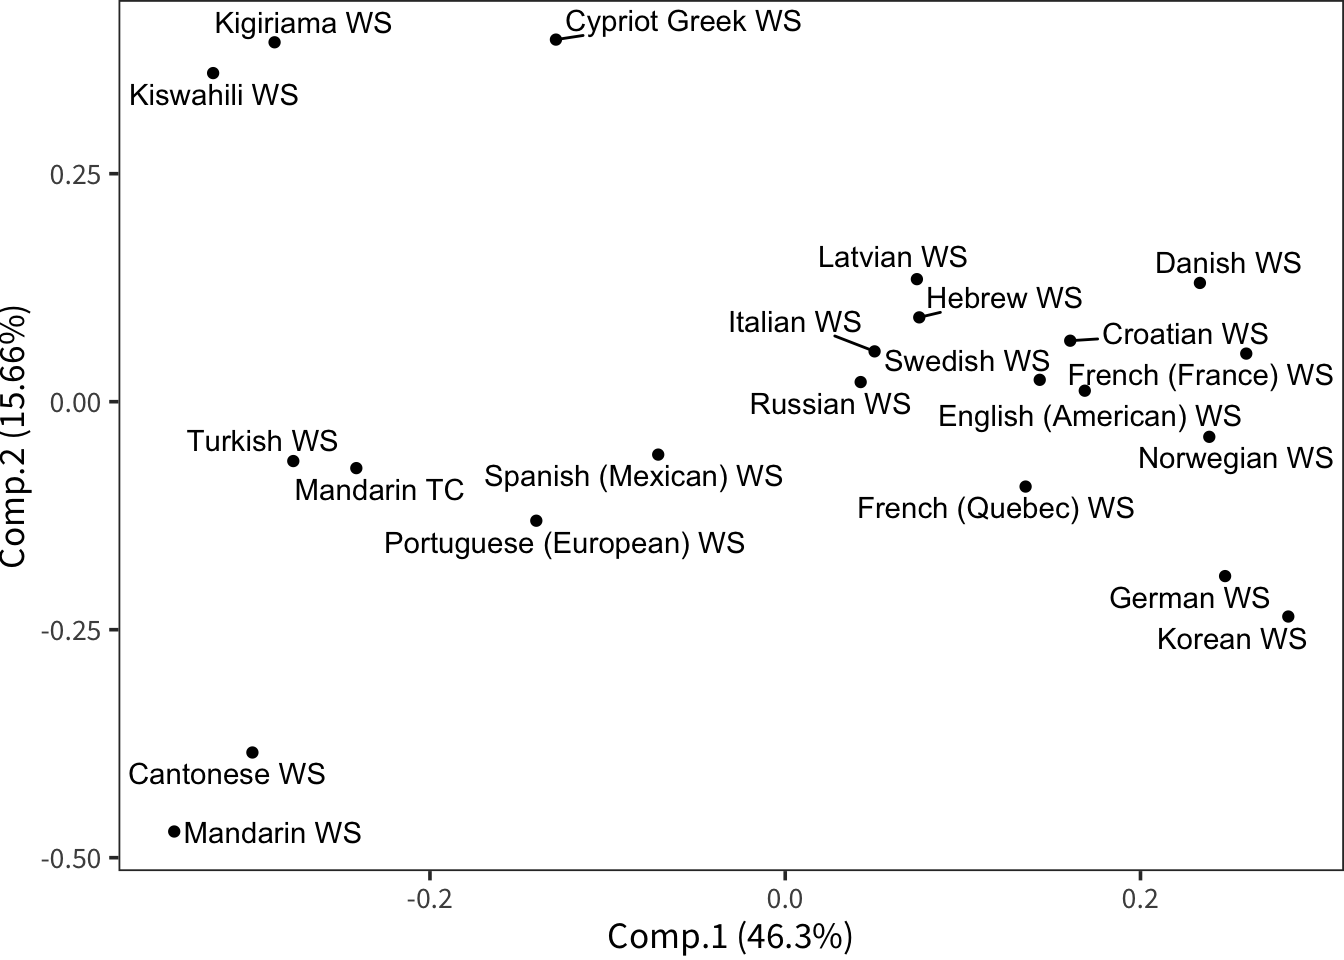 Kigiriama WS
Cypriot Greek WS
Kiswahili WS
0.25
Latvian WS
Danish WS
Hebrew WS
Italian WS
Croatian WS
Swedish WS
French (France) WS
0.00
Russian WS
English (American) WS
Turkish WS
Norwegian WS
Mandarin TC
Spanish (Mexican) WS
French (Quebec) WS
Portuguese (European) WS
German WS
-0.25
Korean WS
Cantonese WS
Mandarin WS
-0.50
-0.2
0.0
0.2
Comp.1 (46.3%)
Comp.2 (15.66%)